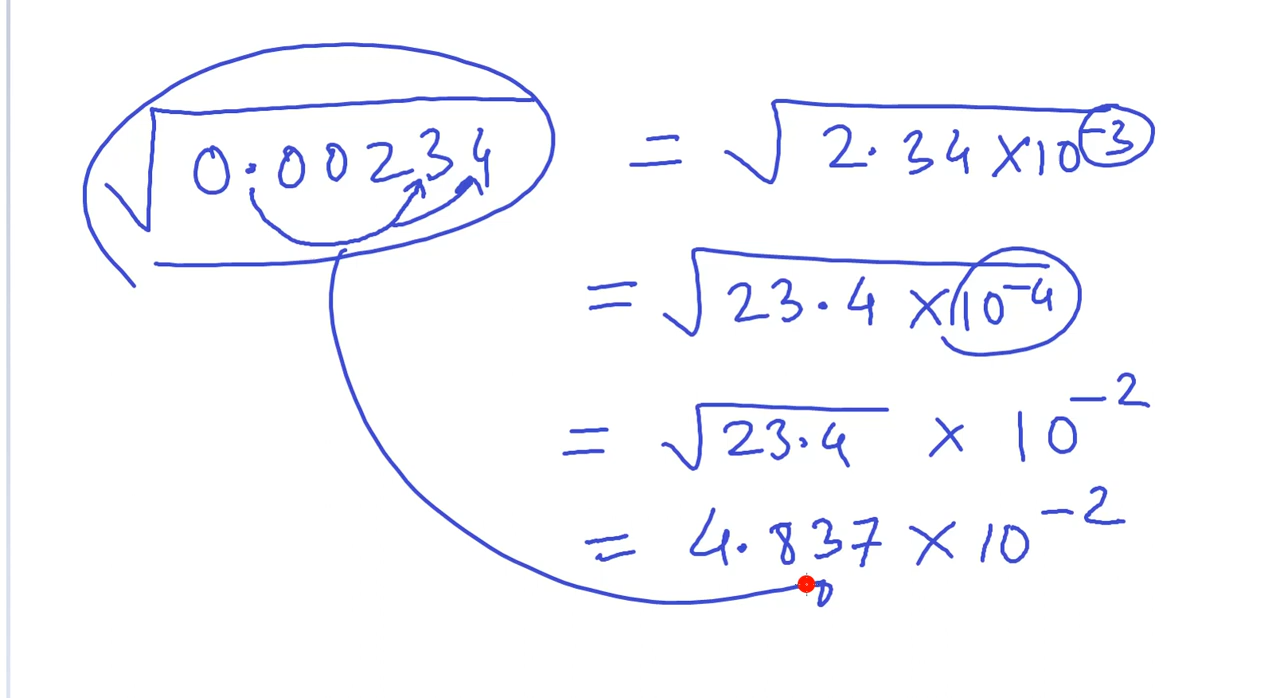 √0.00234 = √2.34 × 10⁻³
= √23.4 × 10⁻⁴
= √23.4 × 10⁻²
= 4.837 × 10⁻²